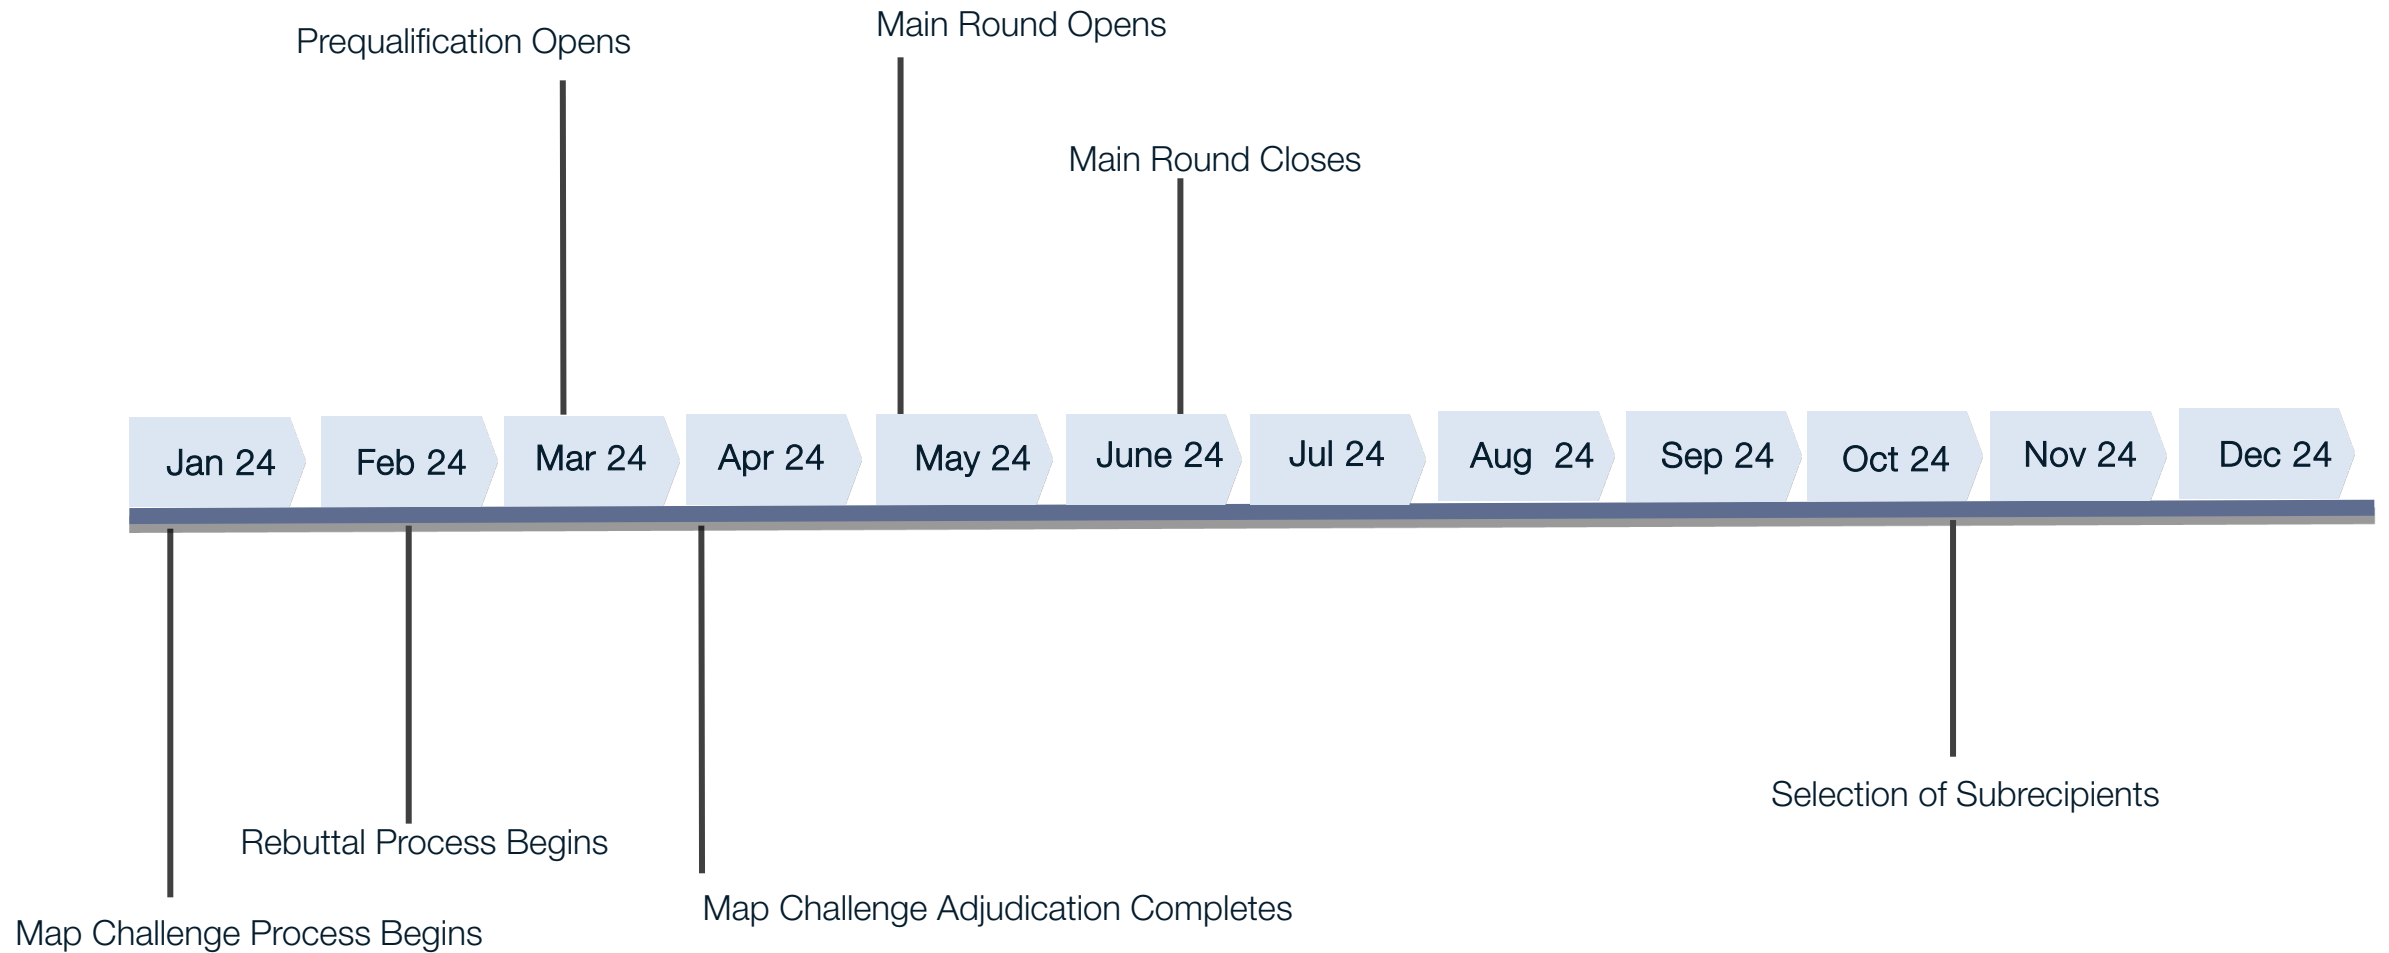 Main Round Opens
Prequalification Opens
Main Round Closes
Jan 24
Feb 24
Mar 24
Apr 24
May 24
June 24
Jul 24
Aug  24
Sep 24
Oct 24
Nov 24
Dec 24
Selection of Subrecipients
Rebuttal Process Begins
Map Challenge Adjudication Completes
Map Challenge Process Begins